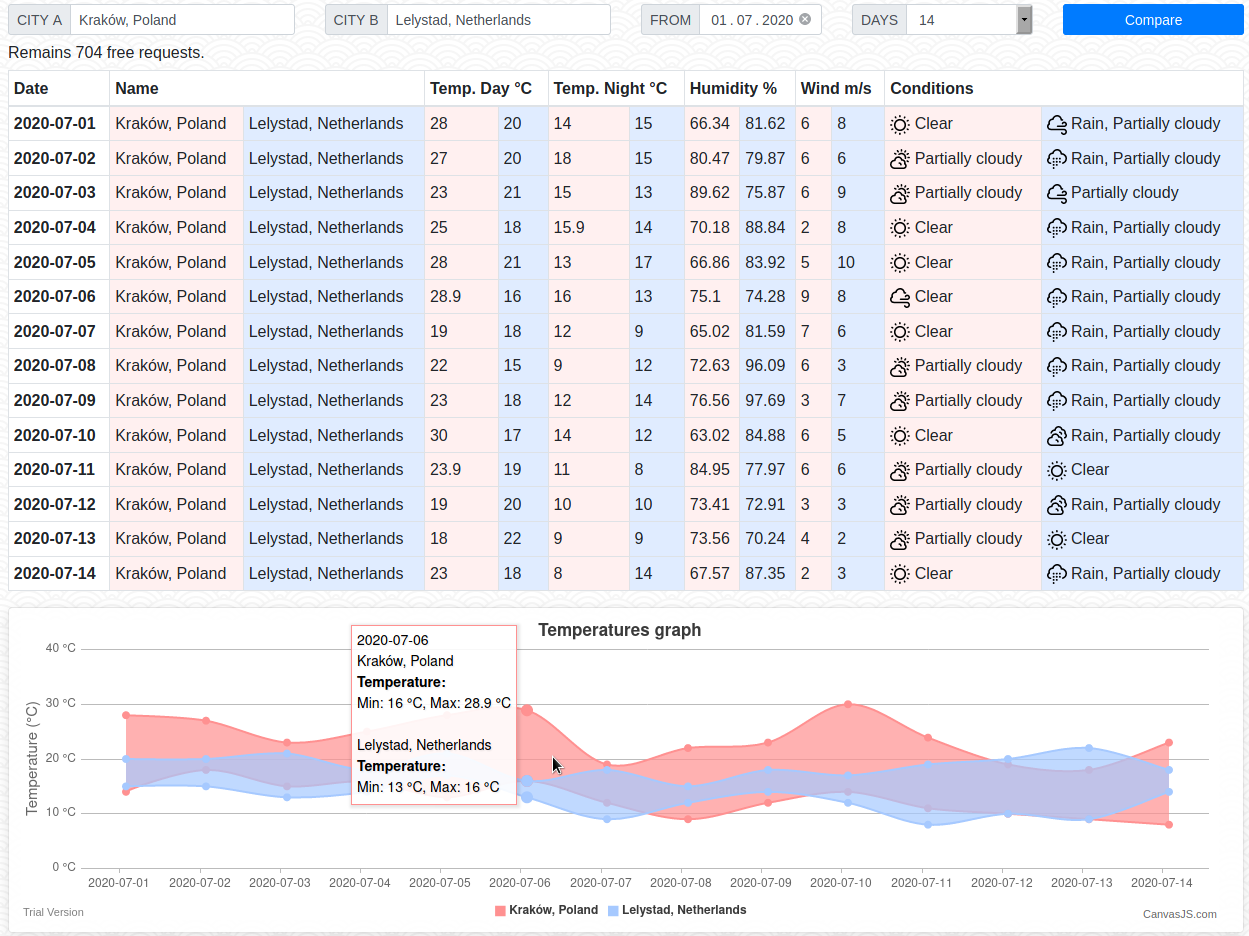 CITY A Kraków, Poland CITY B Lelystad, Netherlands FROM 01 . 07 . 2020 DAYS 14 Compare
Remains 704 free requests.
Date Name Temp. Day °C Temp. Night °C Humidity % Wind m/s Conditions
2020-07-01 Kraków, Poland Lelystad, Netherlands 28 20 14 15 66.34 81.62 6 8 Clear Rain, Partially cloudy
2020-07-02 Kraków, Poland Lelystad, Netherlands 27 20 18 15 80.47 79.87 6 6 Partially cloudy Rain, Partially cloudy
2020-07-03 Kraków, Poland Lelystad, Netherlands 23 21 15 13 89.62 75.87 6 9 Partially cloudy Partially cloudy
2020-07-04 Kraków, Poland Lelystad, Netherlands 25 18 15.9 14 70.18 88.84 2 8 Clear Rain, Partially cloudy
2020-07-05 Kraków, Poland Lelystad, Netherlands 28 21 13 17 66.86 83.92 5 10 Clear Rain, Partially cloudy
2020-07-06 Kraków, Poland Lelystad, Netherlands 28.9 16 16 13 75.1 74.28 9 8 Clear Rain, Partially cloudy
2020-07-07 Kraków, Poland Lelystad, Netherlands 19 18 12 9 65.02 81.59 7 6 Clear Rain, Partially cloudy
2020-07-08 Kraków, Poland Lelystad, Netherlands 22 15 9 12 72.63 96.09 6 3 Partially cloudy Rain, Partially cloudy
2020-07-09 Kraków, Poland Lelystad, Netherlands 23 18 12 14 76.56 97.69 3 7 Partially cloudy Rain, Partially cloudy
2020-07-10 Kraków, Poland Lelystad, Netherlands 30 17 14 12 63.02 84.88 6 5 Clear Rain, Partially cloudy
2020-07-11 Kraków, Poland Lelystad, Netherlands 23.9 19 11 8 84.95 77.97 6 6 Partially cloudy Clear
2020-07-12 Kraków, Poland Lelystad, Netherlands 19 20 10 10 73.41 72.91 3 3 Partially cloudy Rain, Partially cloudy
2020-07-13 Kraków, Poland Lelystad, Netherlands 18 22 9 9 73.56 70.24 4 2 Partially cloudy Clear
2020-07-14 Kraków, Poland Lelystad, Netherlands 23 18 8 14 67.57 87.35 2 3 Clear Rain, Partially cloudy
Temperatures graph
Temperature (°C)
40 °C
30 °C
20 °C
10 °C
0 °C
2020-07-06
Kraków, Poland
Temperature:
Min: 16 °C, Max: 28.9 °C
Lelystad, Netherlands
Temperature:
Min: 13 °C, Max: 16 °C
2020-07-01 2020-07-02 2020-07-03 2020-07-04 2020-07-05 2020-07-06 2020-07-07 2020-07-08 2020-07-09 2020-07-10 2020-07-11 2020-07-12 2020-07-13 2020-07-14
Kraków, Poland Lelystad, Netherlands
Trial Version
CanvasJS.com